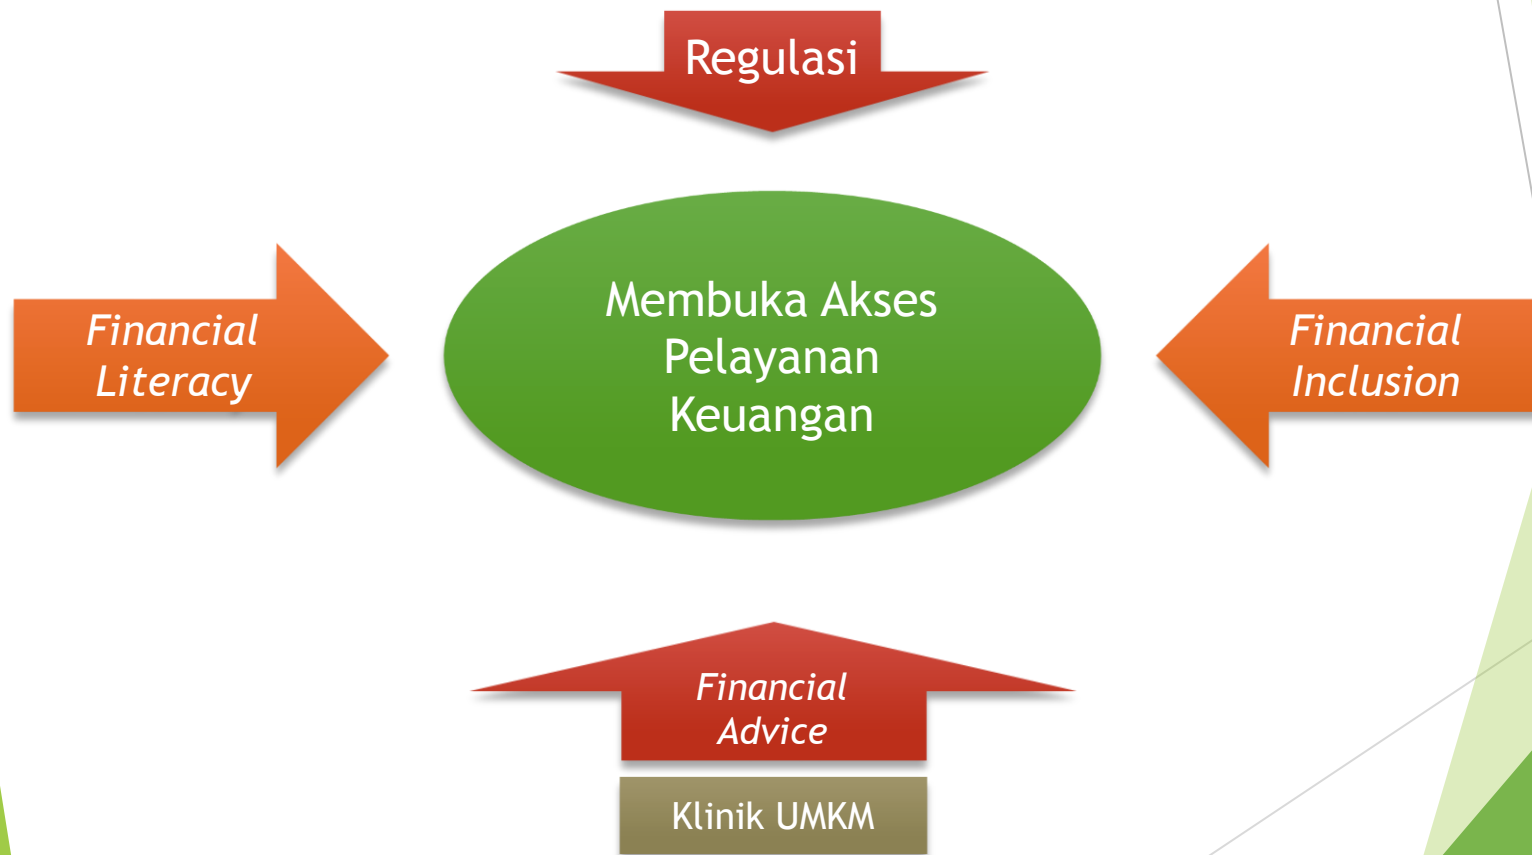 Regulasi
Financial
Literacy
Membuka Akses
Pelayanan
Keuangan
Financial
Inclusion
Financial
Advice
Klinik UMKM